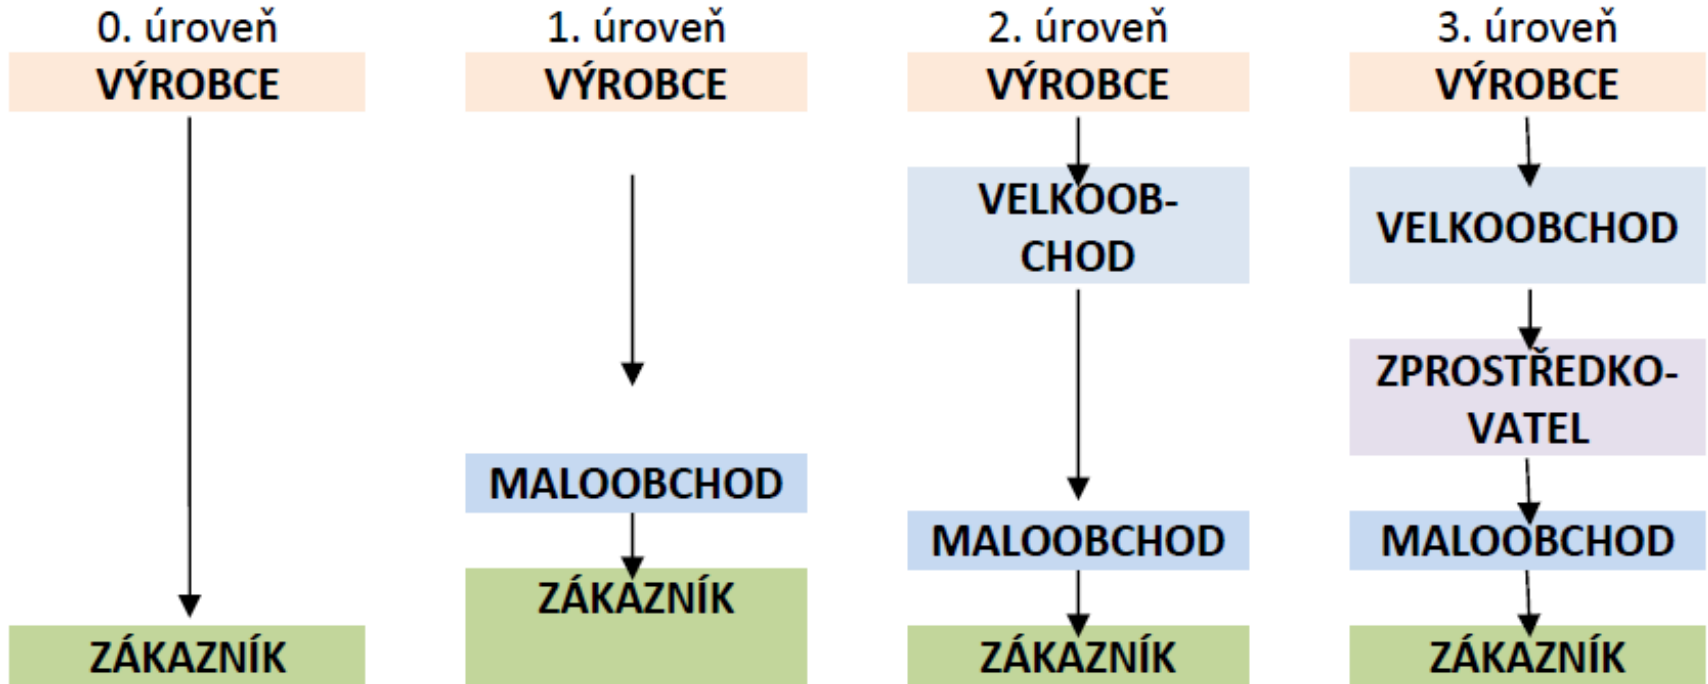 0. úroveň
VÝROBCE
ZÁKAZNÍK
1. úroveň
VÝROBCE
MALOOBCHOD
ZÁKAZNÍK
2. úroveň
VÝROBCE
VELKOOB-
CHOD
MALOOBCHOD
ZÁKAZNÍK
3. úroveň
VÝROBCE
VELKOOBCHOD
ZPROSTŘEDKO-
VATEL
MALOOBCHOD
ZÁKAZNÍK